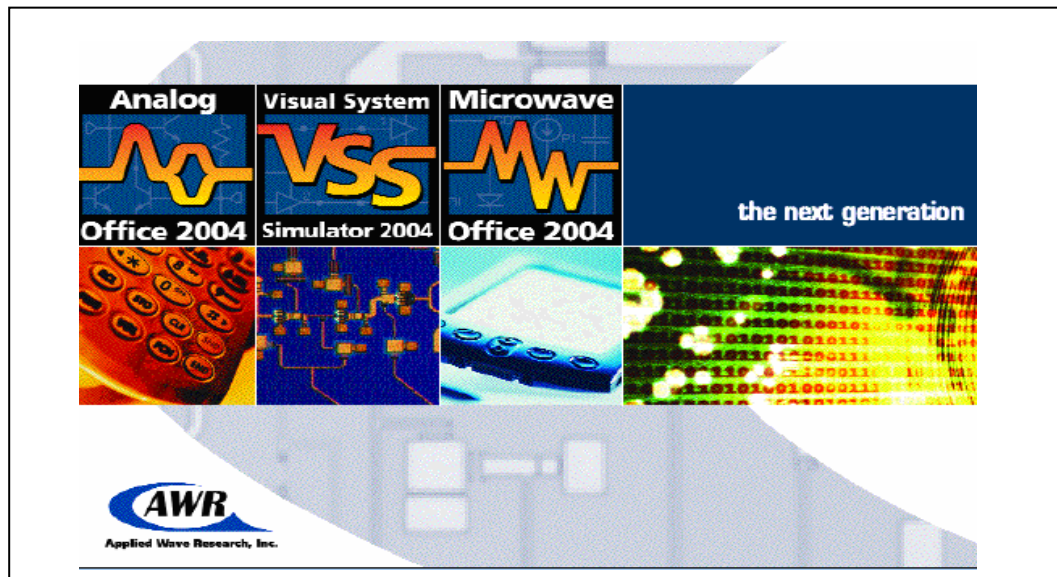 Analog
Office 2004
Visual System
VSS
Simulator 2004
Microwave
MW
Office 2004
the next generation
AWR
Applied Wave Research, Inc.